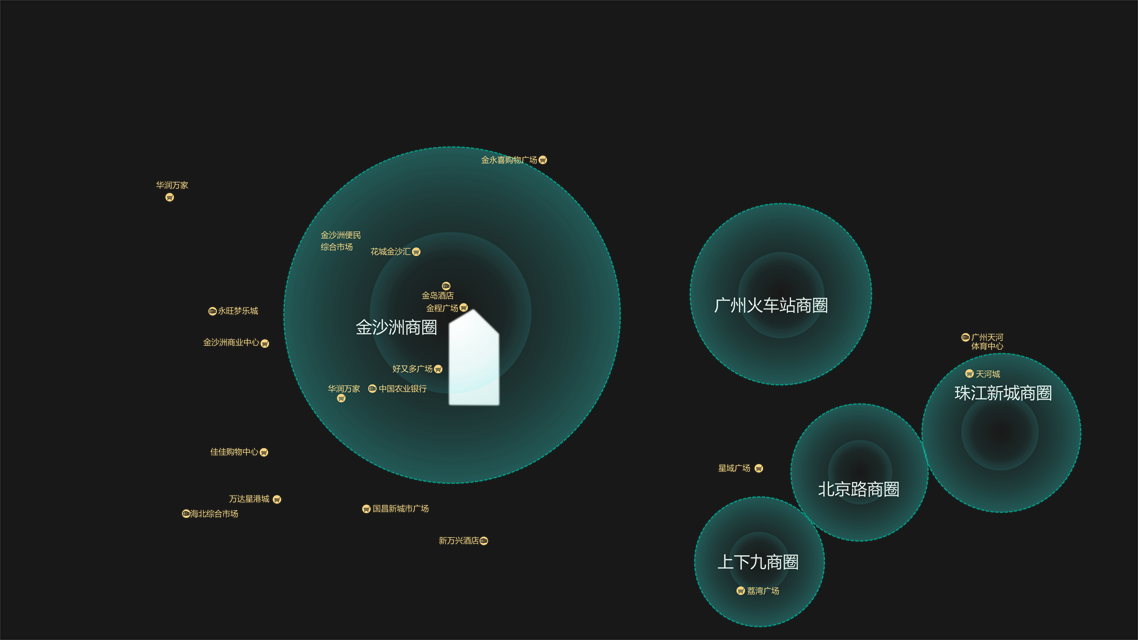 金永喜购物广场
华润万家
金沙洲便民
综合市场
花城金沙汇
金岛酒店
金程广场
金沙洲商圈
永旺梦乐城
金沙洲商业中心
好又多广场
华润万家
中国农业银行
佳佳购物中心
万达星港城
海北综合市场
国昌新城市广场
新万兴酒店
广州火车站商圈
广州天河
体育中心
天河城
珠江新城商圈
星域广场
北京路商圈
上下九商圈
荔湾广场